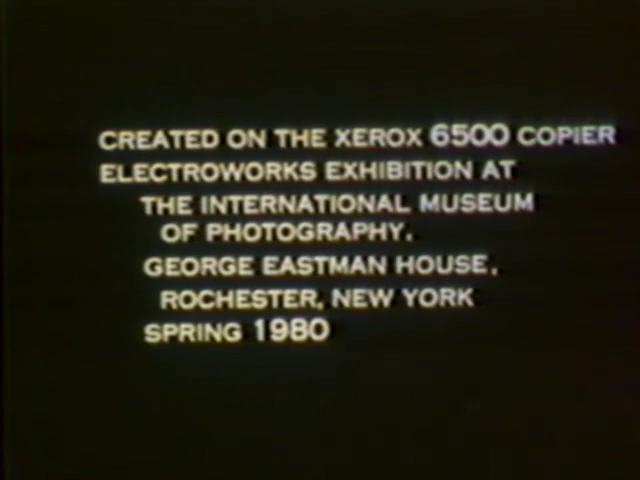 CREATED ON THE XEROX 6500 COPIER
ELECTROWORKS EXHIBITION AT
THE INTERNATIONAL MUSEUM
OF PHOTOGRAPHY,
GEORGE EASTMAN HOUSE,
ROCHESTER, NEW YORK
SPRING 1980